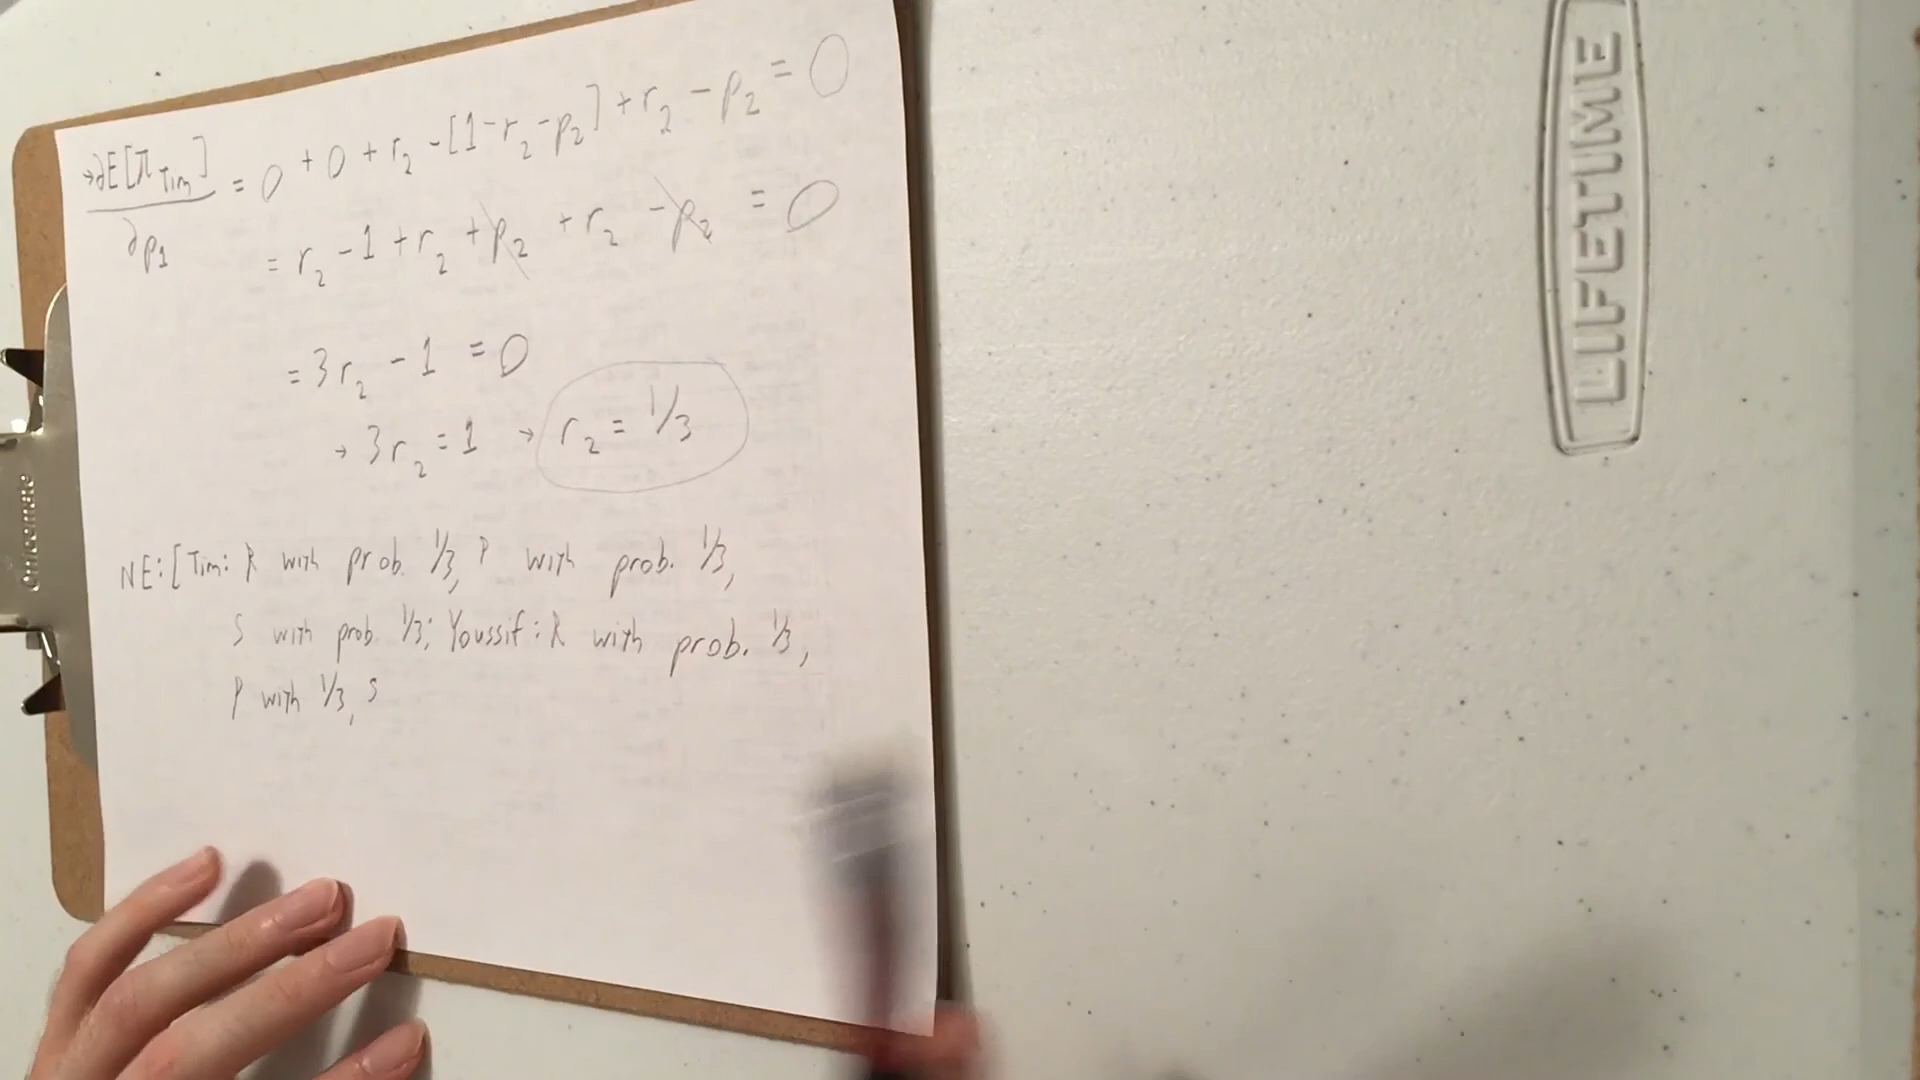 →∂E[π_Tim] / ∂p₁ = 0 + 0 + r₂ - [1 - r₂ - p₂] + r₂ - p₂ = 0
= r₂ - 1 + r₂ + p₂ + r₂ - p₂ = 0
= 3r₂ - 1 = 0
→ 3r₂ = 1 → r₂ = 1/3
NE: [Tim: R with prob. 1/3, P with prob. 1/3,
S with prob. 1/3; Youssif: R with prob. 1/3,
P with 1/3, S
Officemate
LIFETIME